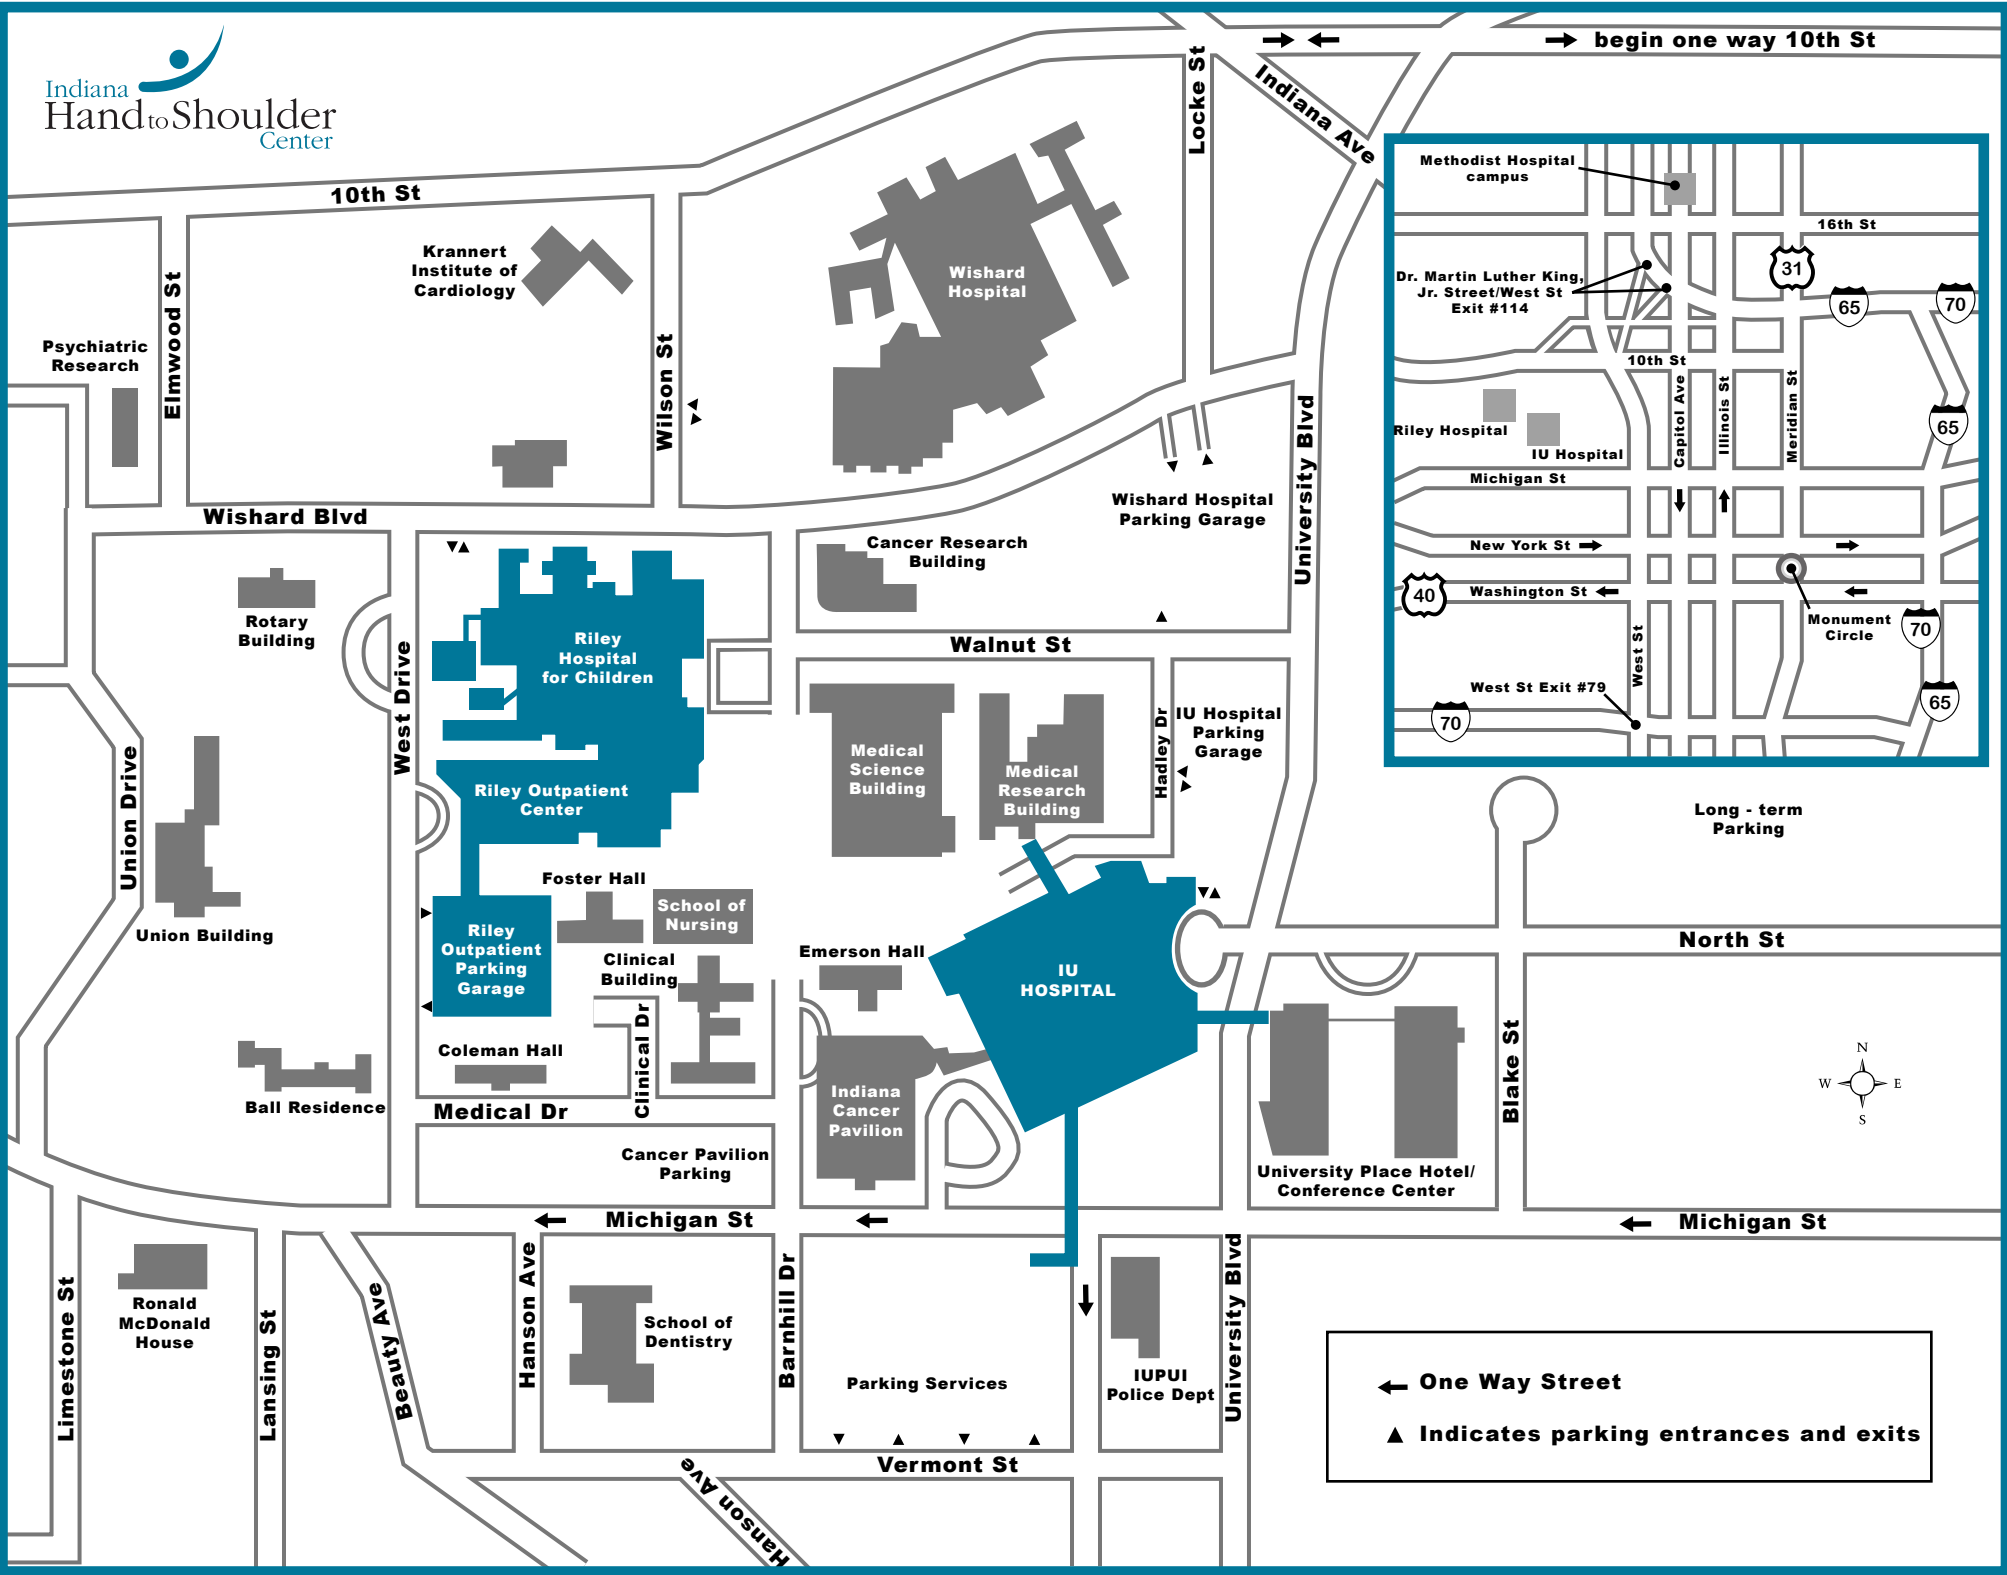 Indiana
Hand to Shoulder
Center
begin one way 10th St
10th St
Locke St
Indiana Ave
Krannert
Institute of
Cardiology
Wishard
Hospital
Psychiatric
Research
Elmwood St
Wilson St
University Blvd
Wishard Hospital
Parking Garage
Wishard Blvd
Cancer Research
Building
Rotary
Building
West Drive
Riley
Hospital
for Children
Walnut St
Union Drive
Riley Outpatient
Center
Medical
Science
Building
Medical
Research
Building
Hadley Dr
IU Hospital
Parking
Garage
Foster Hall
School of
Nursing
Union Building
Riley
Outpatient
Parking
Garage
Clinical
Building
Emerson Hall
IU
HOSPITAL
North St
Long - term
Parking
Blake St
Coleman Hall
Clinical Dr
Ball Residence
Medical Dr
Indiana
Cancer
Pavilion
Cancer Pavilion
Parking
University Place Hotel/
Conference Center
N
W
E
S
Michigan St
Michigan St
Ronald
McDonald
House
Limestone St
Lansing St
Beauty Ave
Hanson Ave
School of
Dentistry
Barnhill Dr
Parking Services
IUPUI
Police Dept
University Blvd
Vermont St
Hanson Ave
One Way Street
Indicates parking entrances and exits
Methodist Hospital
campus
16th St
31
Dr. Martin Luther King,
Jr. Street/West St
Exit #114
65
70
10th St
Capitol Ave
Illinois St
Meridian St
65
Riley Hospital
IU Hospital
Michigan St
New York St
40
Washington St
Monument
Circle
70
West St
West St Exit #79
70
65